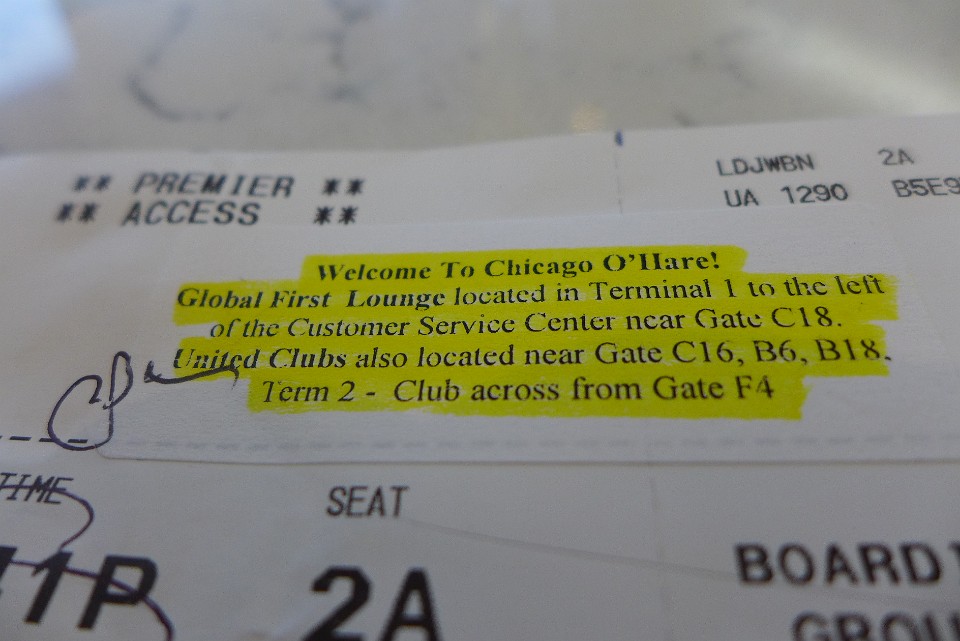 ** PREMIER **
** ACCESS **
LDJWBN 2A
UA 1290
Welcome To Chicago O'Hare!
Global First Lounge located in Terminal 1 to the left
of the Customer Service Center near Gate C18.
United Clubs also located near Gate C16, B6, B18.
Term 2 - Club across from Gate F4
TIME
SEAT
2A
BOARD